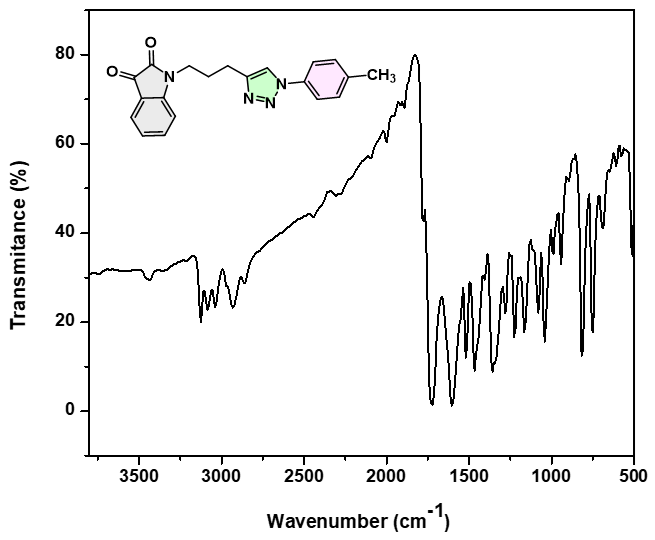 80
60
40
20
0
3500 3000 2500 2000 1500 1000 500
Transmitance (%)
Wavenumber (cm-1)
O
O
N
N
N
N
CH3